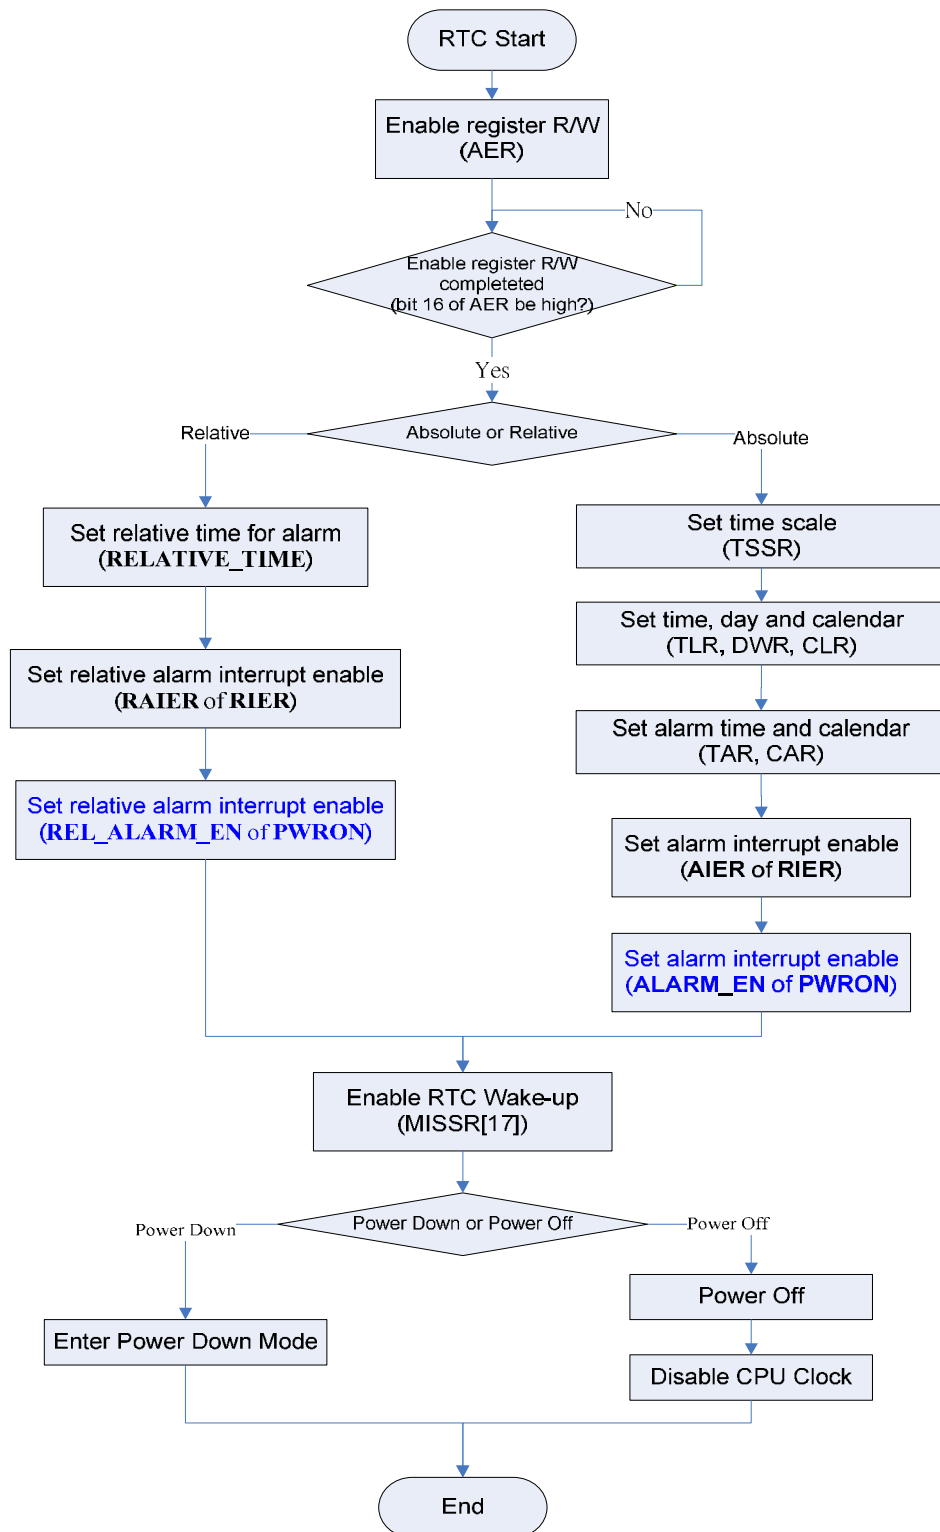 RTC Start
Enable register R/W
(AER)
No
Enable register R/W
completeted
(bit 16 of AER be high?)
Yes
Absolute or Relative
Relative
Absolute
Set relative time for alarm
(RELATIVE_TIME)
Set relative alarm interrupt enable
(RAIER of RIER)
Set relative alarm interrupt enable
(REL_ALARM_EN of PWRON)
Set time scale
(TSSR)
Set time, day and calendar
(TLR, DWR, CLR)
Set alarm time and calendar
(TAR, CAR)
Set alarm interrupt enable
(AIER of RIER)
Set alarm interrupt enable
(ALARM_EN of PWRON)
Enable RTC Wake-up
(MISSR[17])
Power Down or Power Off
Power Down
Power Off
Enter Power Down Mode
Power Off
Disable CPU Clock
End